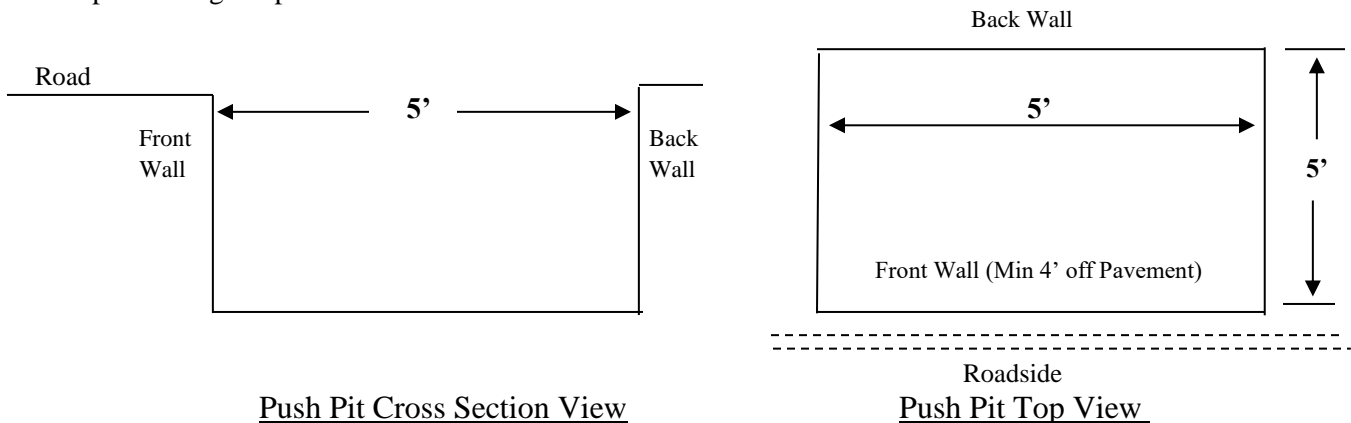 Back Wall
Road
5’
Front
Wall
Back
Wall
5’
5’
Front Wall (Min 4’ off Pavement)
Roadside
Push Pit Cross Section View
Push Pit Top View